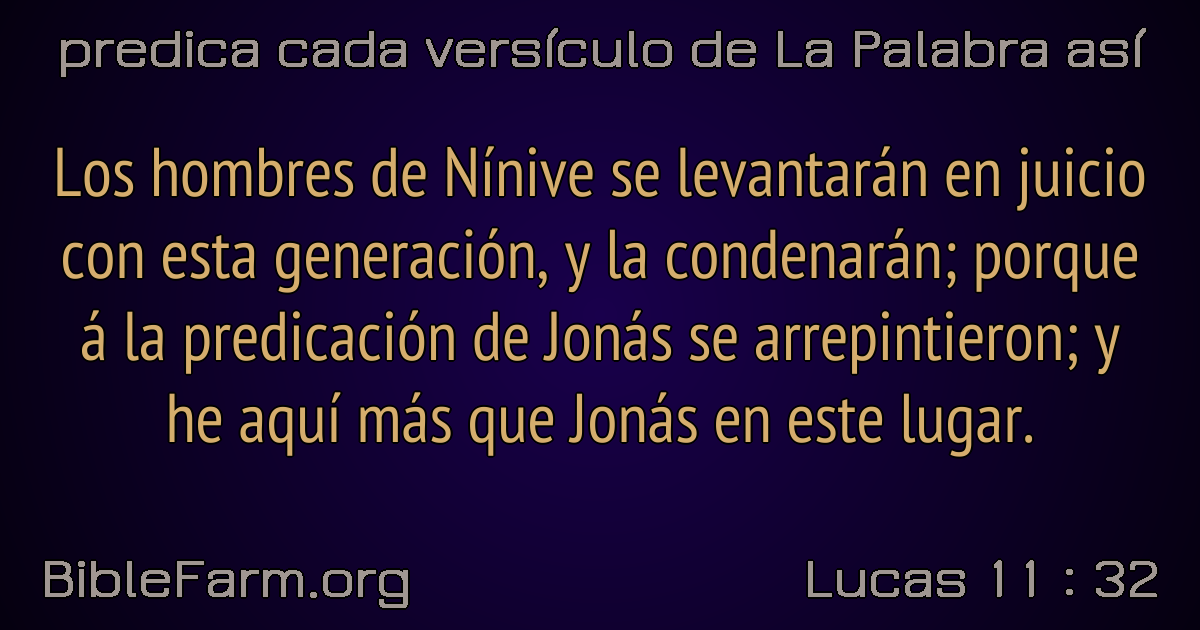 predica cada versículo de La Palabra así
Los hombres de Nínive se levantarán en juicio
con esta generación, y la condenarán; porque
á la predicación de Jonás se arrepintieron; y
he aquí más que Jonás en este lugar.
BibleFarm.org
Lucas 11 : 32